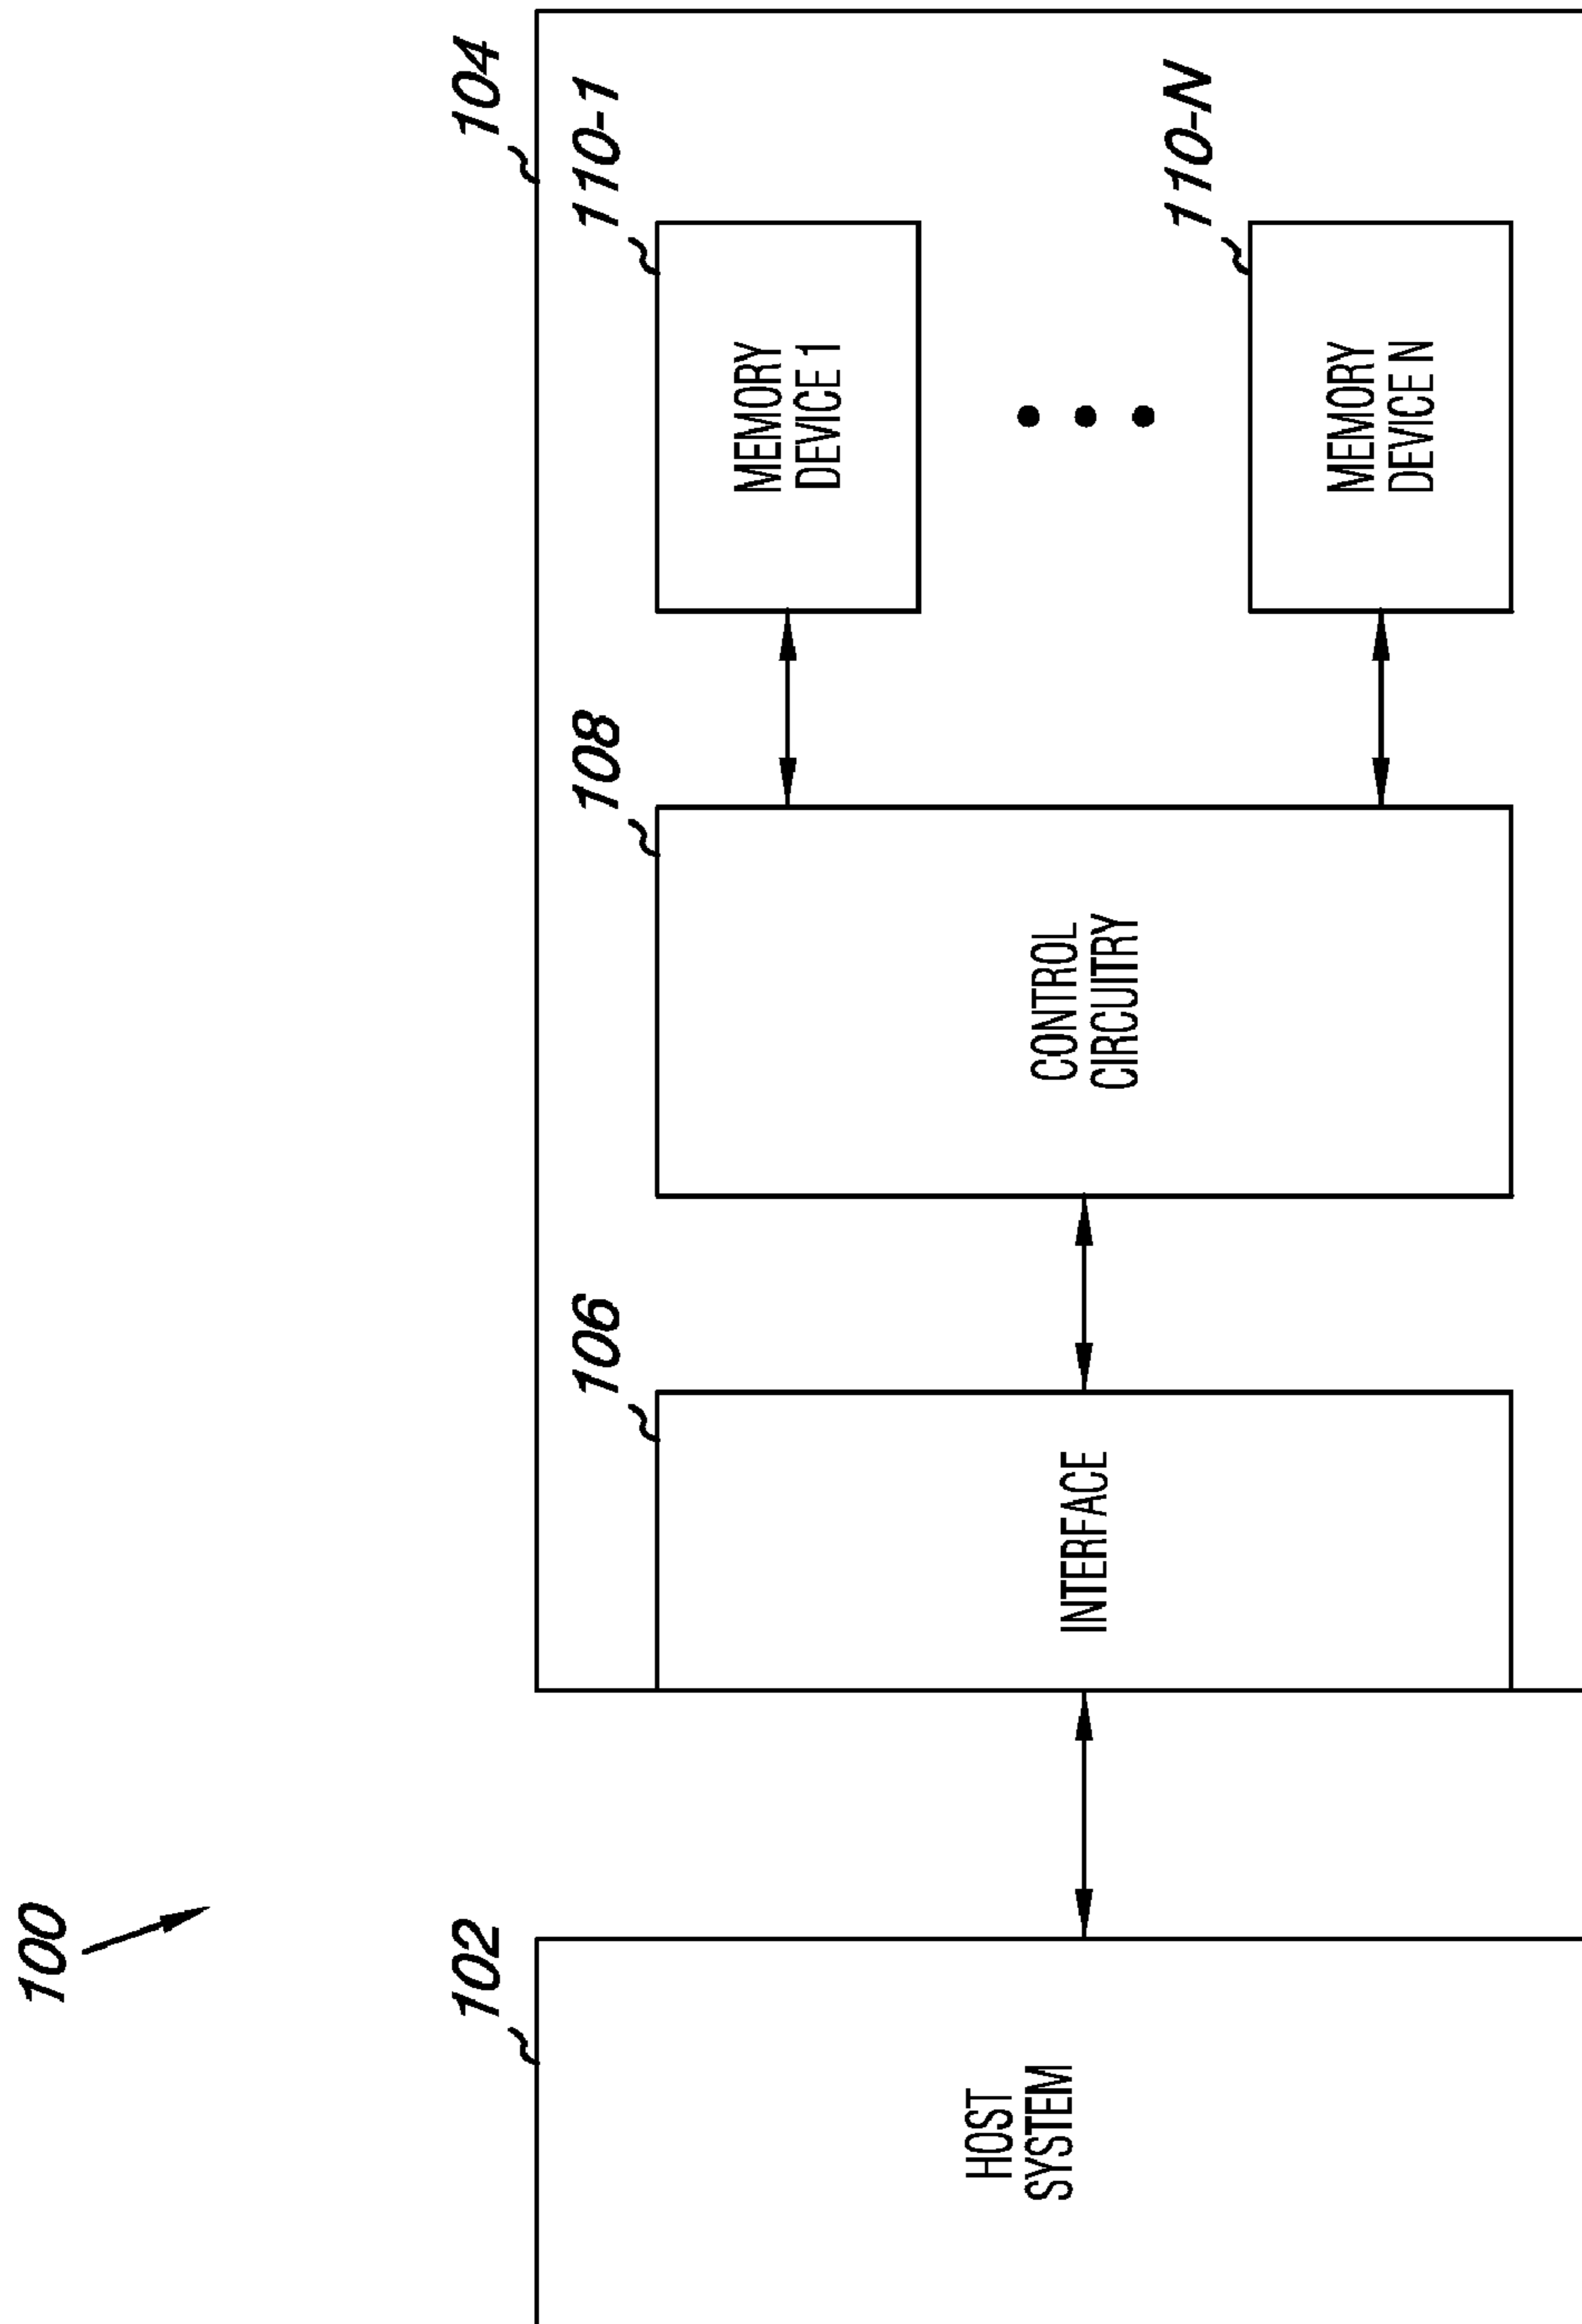 100
102
HOST
SYSTEM
104
106
INTERFACE
108
CONTROL
CIRCUITRY
110-1
MEMORY
DEVICE 1
110-N
MEMORY
DEVICE N